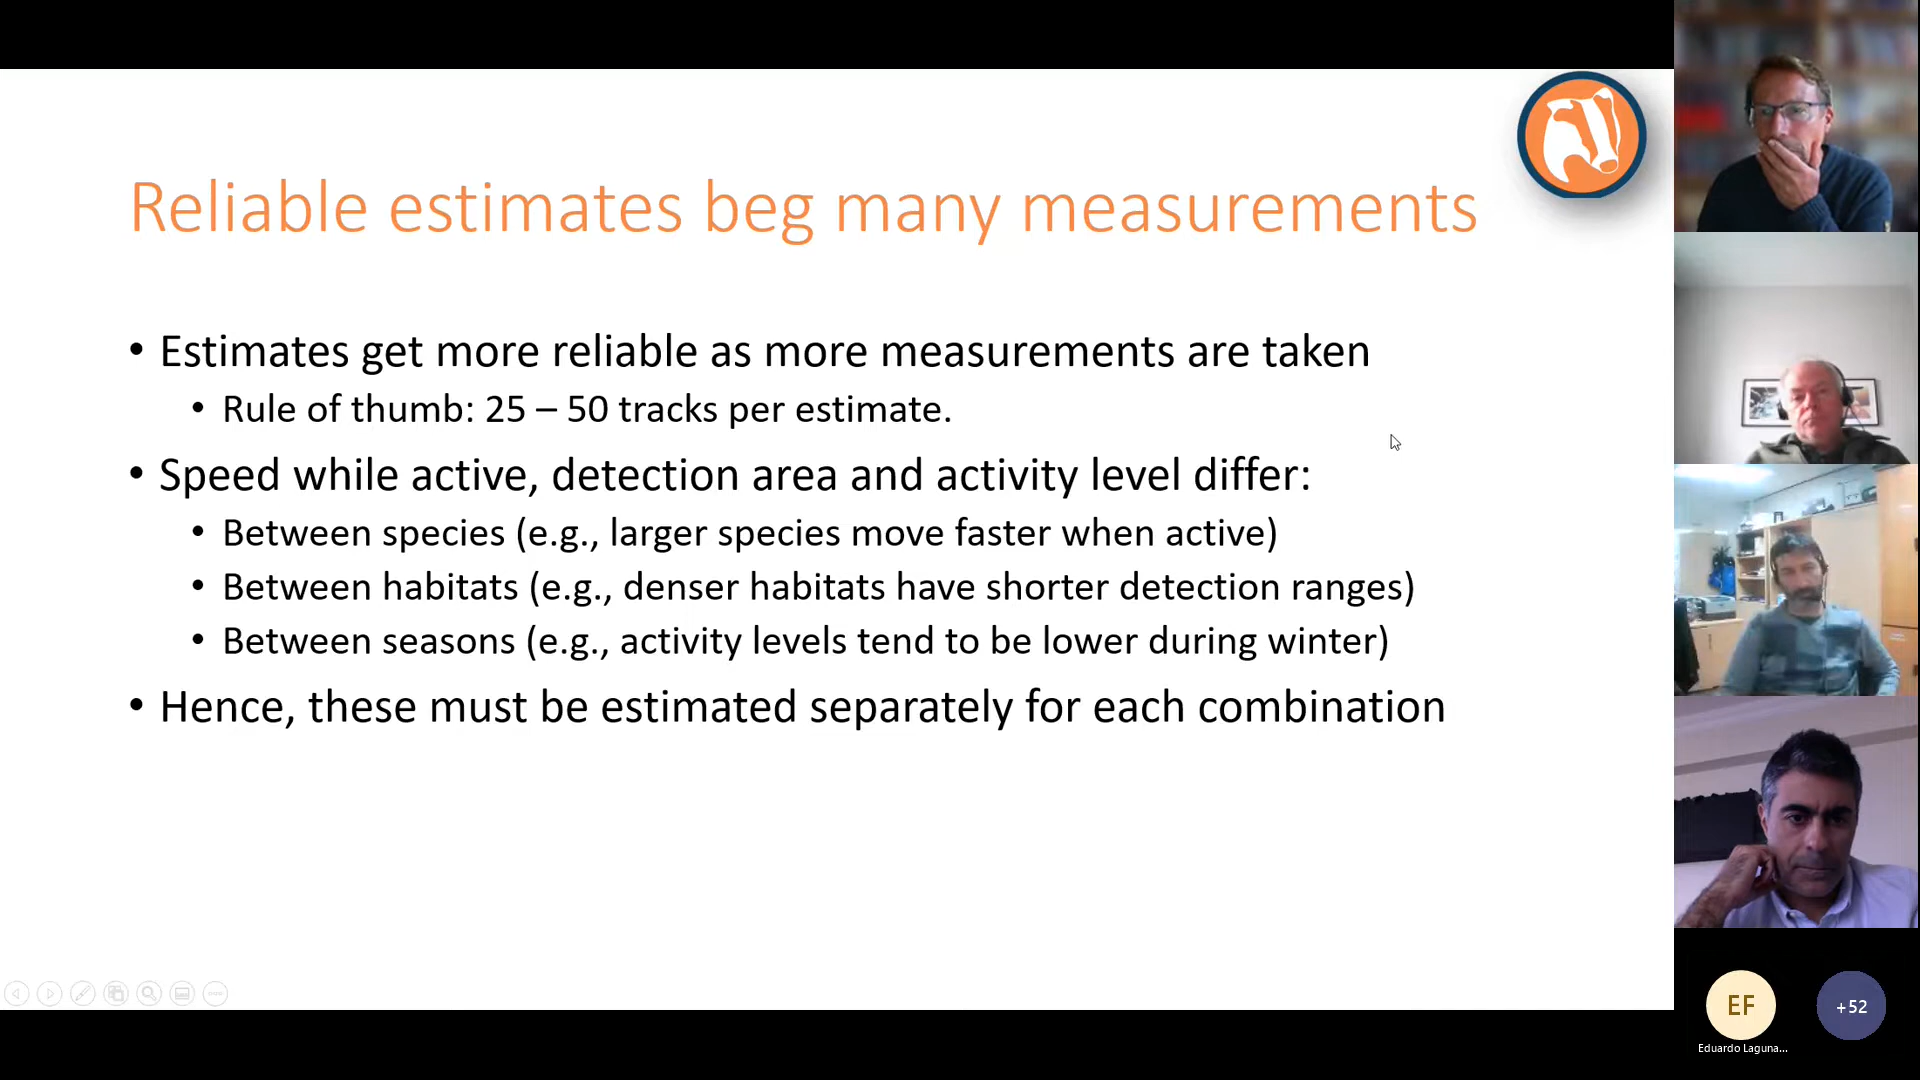 Reliable estimates beg many measurements
• Estimates get more reliable as more measurements are taken
• Rule of thumb: 25 – 50 tracks per estimate.
• Speed while active, detection area and activity level differ:
• Between species (e.g., larger species move faster when active)
• Between habitats (e.g., denser habitats have shorter detection ranges)
• Between seasons (e.g., activity levels tend to be lower during winter)
• Hence, these must be estimated separately for each combination
EF
+52
Eduardo Laguna...